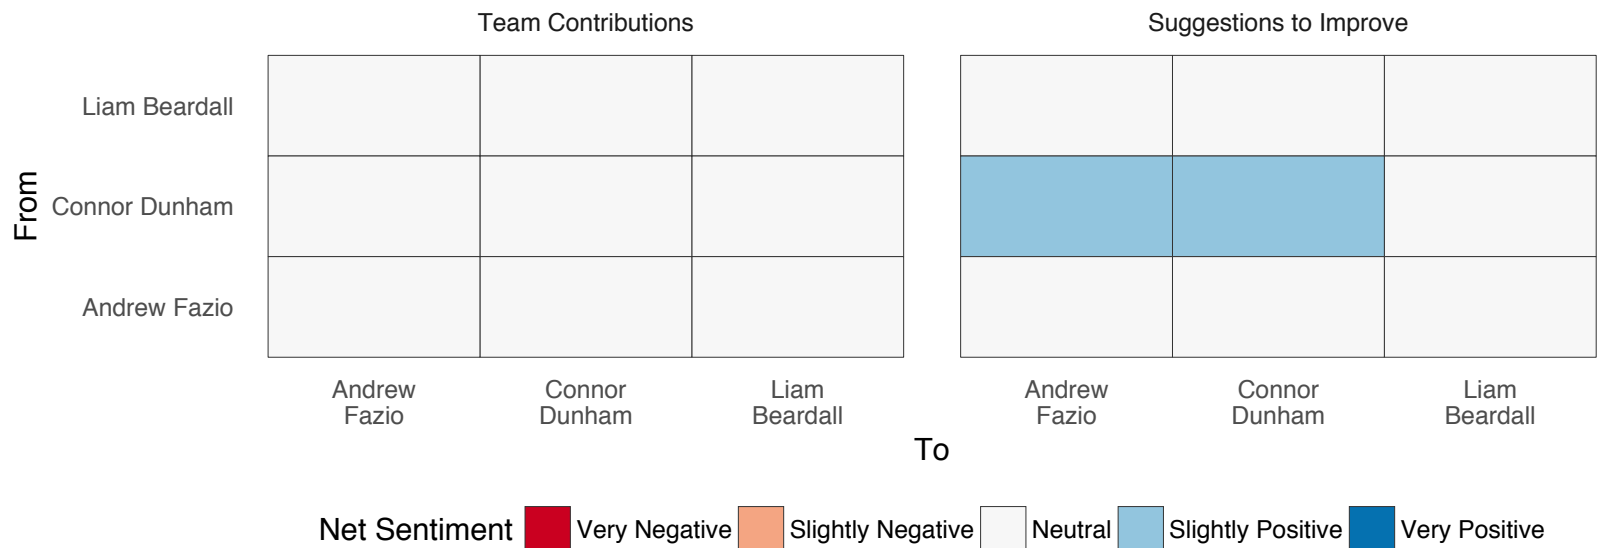 Team Contributions
Suggestions to Improve
From
Liam Beardall
Connor Dunham
Andrew Fazio
Andrew
Fazio
Connor
Dunham
Liam
Beardall
Andrew
Fazio
Connor
Dunham
Liam
Beardall
To
Net Sentiment Very Negative Slightly Negative Neutral Slightly Positive Very Positive